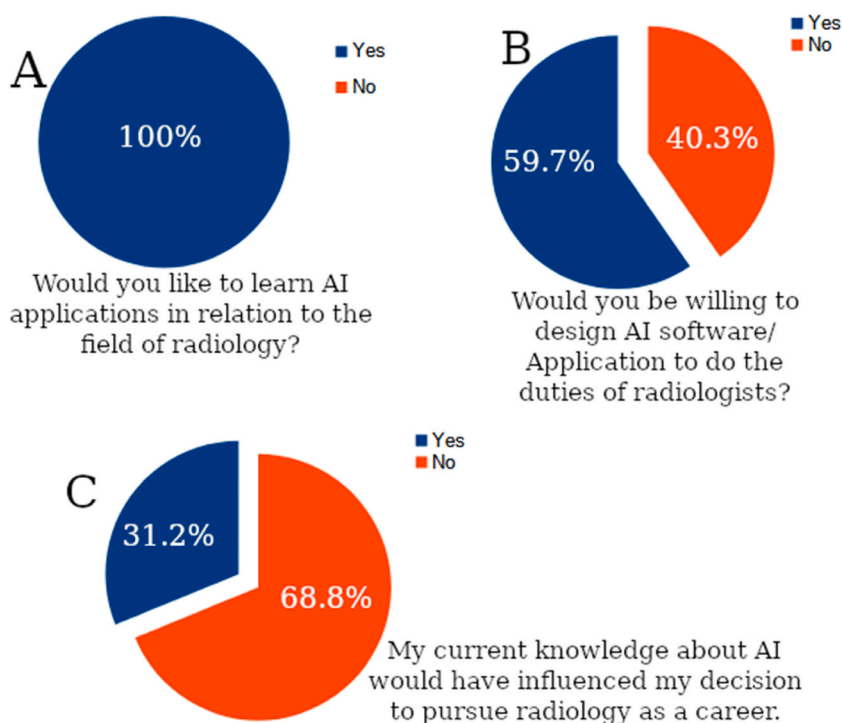 A
Yes
No
100%
Would you like to learn AI
applications in relation to the
field of radiology?
B
Yes
No
59.7%
40.3%
Would you be willing to
design AI software/
Application to do the
duties of radiologists?
C
Yes
No
31.2%
68.8%
My current knowledge about AI
would have influenced my decision
to pursue radiology as a career.